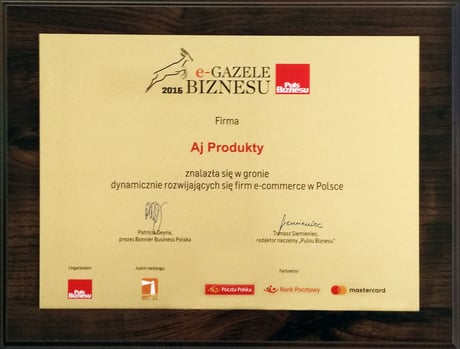 e-GAZELE
2016 BIZNESU
Puls
Biznesu
Firma
Aj Produkty
znalazła się w gronie
dynamicznie rozwijających się firm e-commerce w Polsce
Patricia Deyna,
prezes Bonnier Business Polska
Tomasz Siemieniec,
redaktor naczelny „Pulsu Biznesu"
Organizator:
Autor rankingu:
Partnerzy:
Puls
Biznesu
Poczta Polska
Bank Pocztowy
mastercard